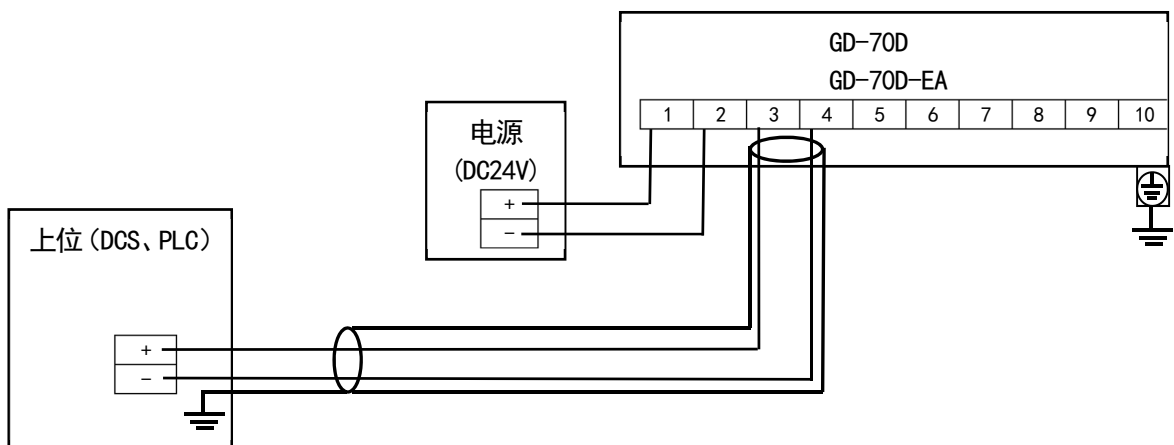 GD-70D
GD-70D-EA
1 2 3 4 5 6 7 8 9 10
电源
(DC24V)
+
-
上位(DCS、PLC)
+
-